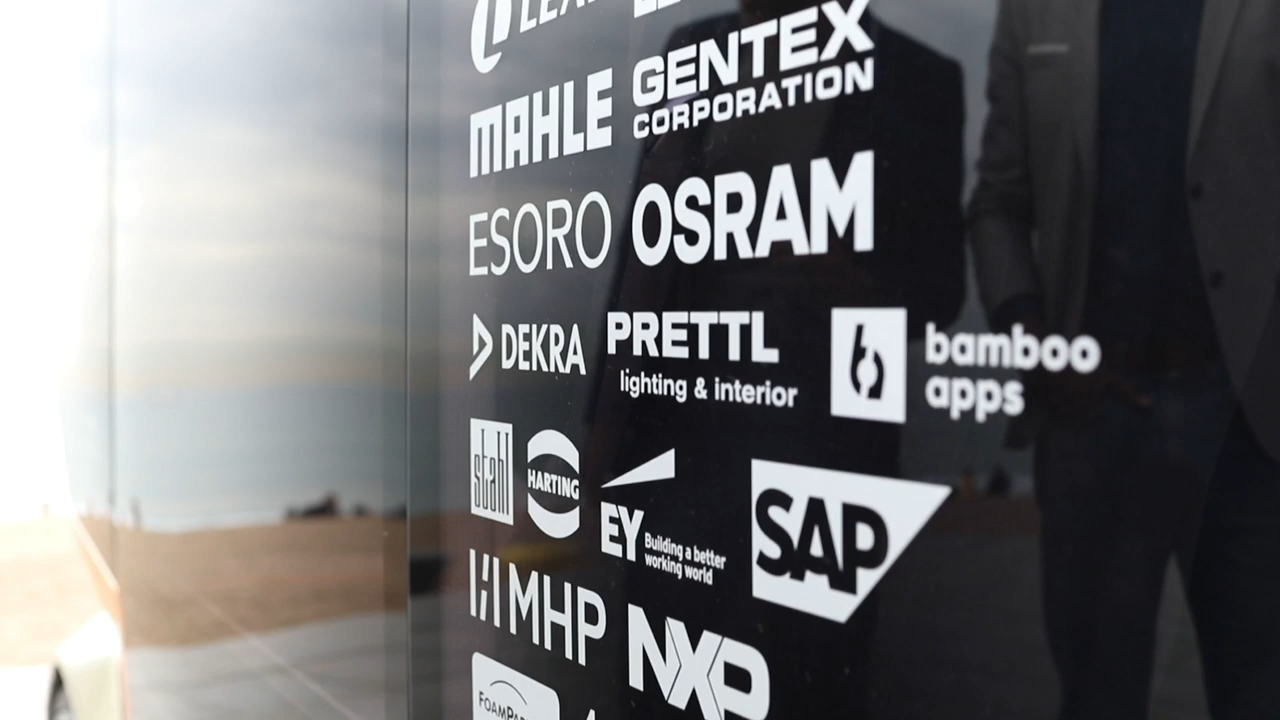 MAHLE
GENTEX
CORPORATION
ESORO
OSRAM
DEKRA
PRETTL
lighting & interior
bamboo
apps
stahl
HARTING
EY
Building a better
working world
SAP
MHP
NXP